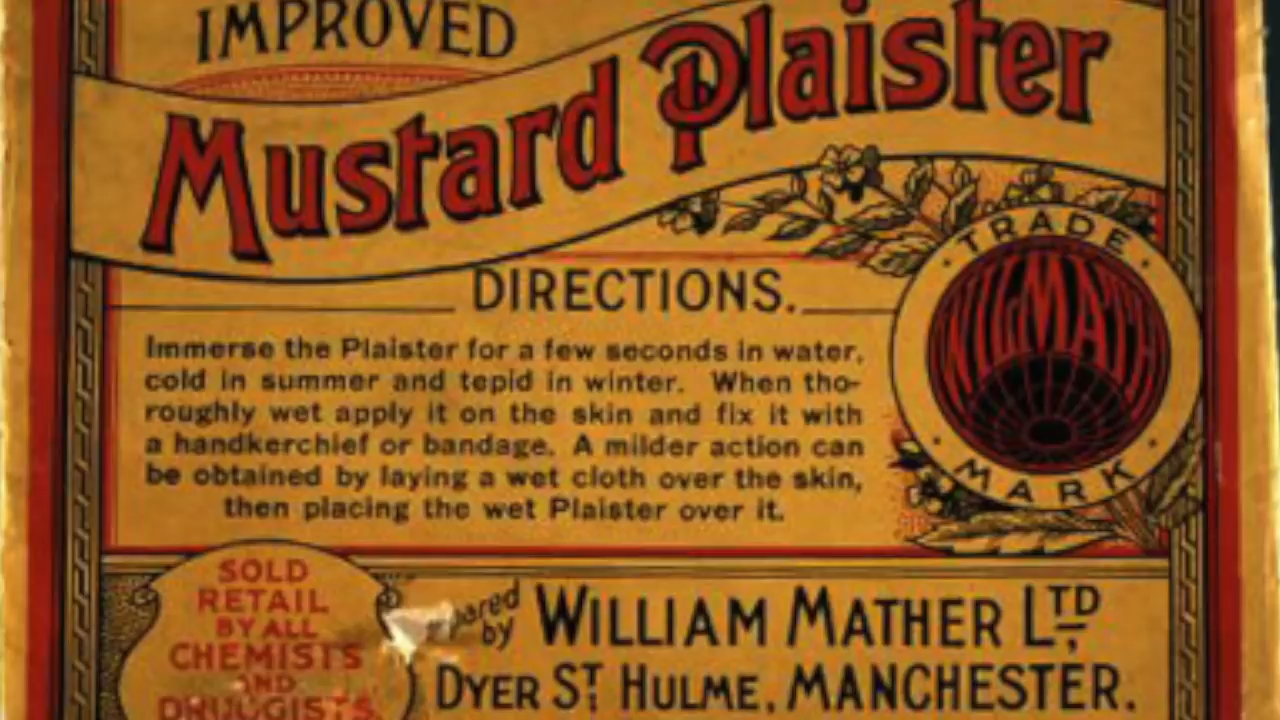 IMPROVED
Mustard Plaister
DIRECTIONS.
Immerse the Plaister for a few seconds in water,
cold in summer and tepid in winter. When tho-
roughly wet apply it on the skin and fix it with
a handkerchief or bandage. A milder action can
be obtained by laying a wet cloth over the skin,
then placing the wet Plaister over it.
TRADE
WILMATH
MARK
SOLD
RETAIL
BY ALL
CHEMISTS
AND
DRUGGISTS.
by
WILLIAM MATHER LTD,
DYER ST HULME, MANCHESTER.